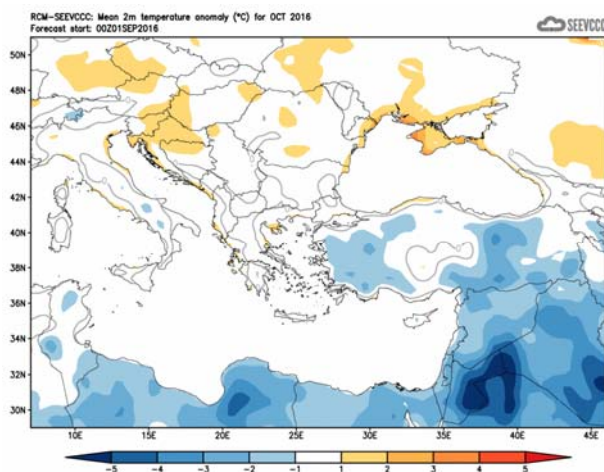 RCM-SEEVCCC: Mean 2m temperature anomaly (°C) for OCT 2016
Forecast start: 00Z01SEP2016
SEEVCCC
50N
48N
46N
44N
42N
40N
38N
36N
34N
32N
30N
10E 15E 20E 25E 30E 35E 40E 45E
-5 -4 -3 -2 -1 1 2 3 4 5